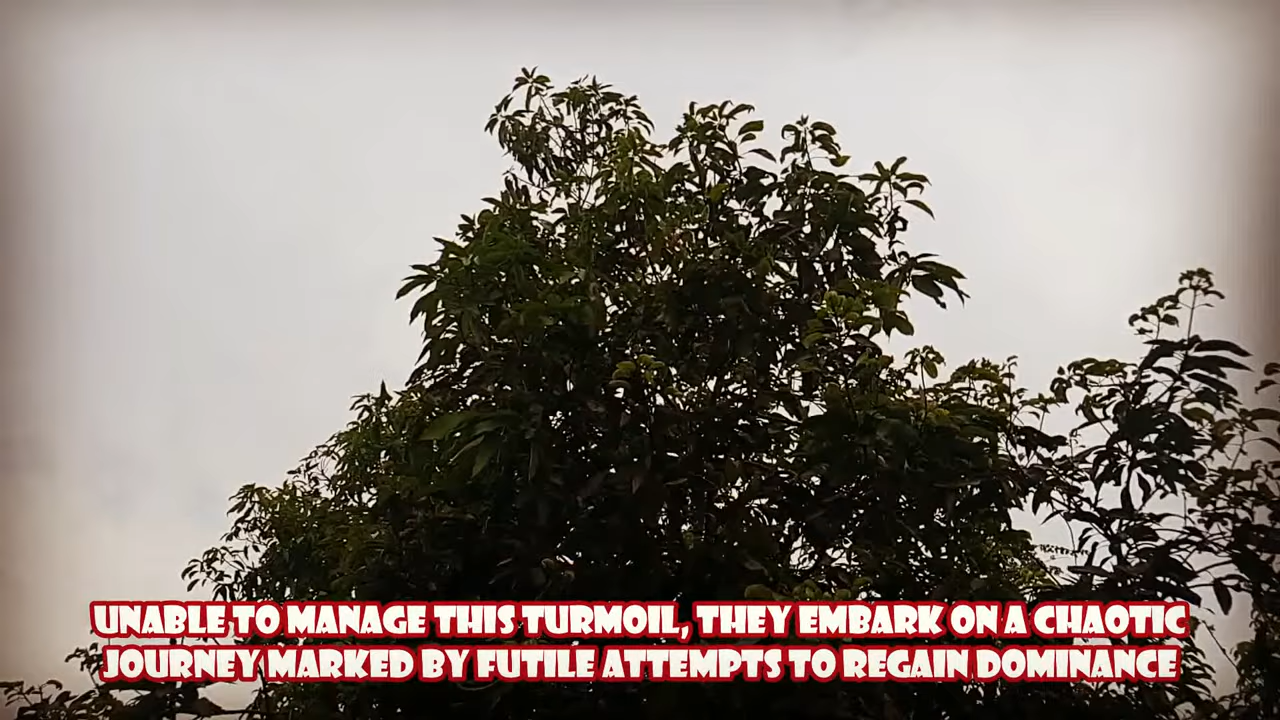 UNABLE TO MANAGE THIS TURMOIL, THEY EMBARK ON A CHAOTIC
JOURNEY MARKED BY FUTILE ATTEMPTS TO REGAIN DOMINANCE